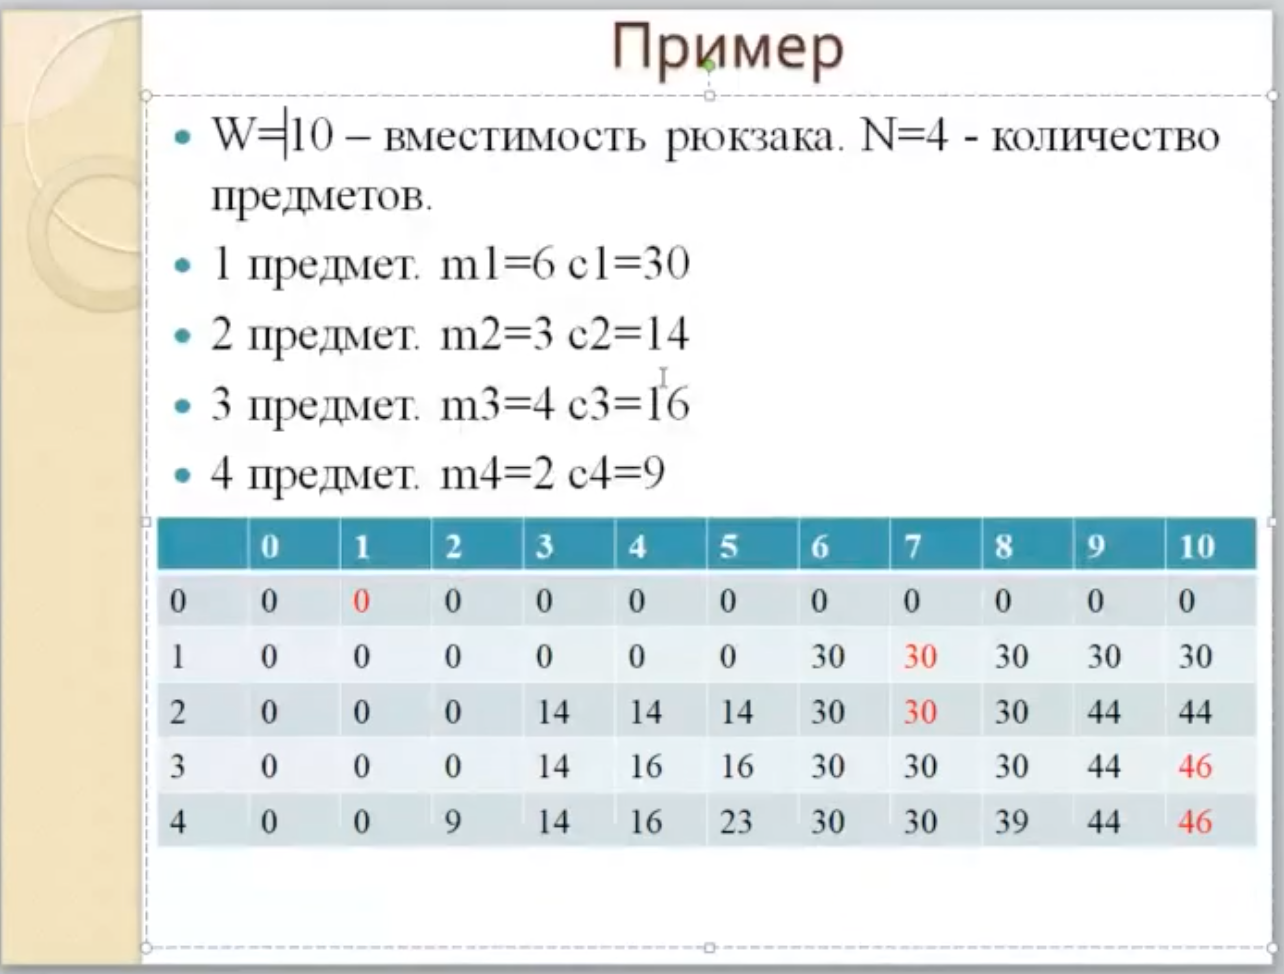 Пример
W=10 – вместимость рюкзака. N=4 - количество
предметов.
1 предмет. m1=6 c1=30
2 предмет. m2=3 c2=14
3 предмет. m3=4 c3=16
4 предмет. m4=2 c4=9
0 1 2 3 4 5 6 7 8 9 10
0 0 0 0 0 0 0 0 0 0 0 0
1 0 0 0 0 0 0 30 30 30 30 30
2 0 0 0 14 14 14 30 30 30 44 44
3 0 0 0 14 16 16 30 30 30 44 46
4 0 0 9 14 16 23 30 30 39 44 46